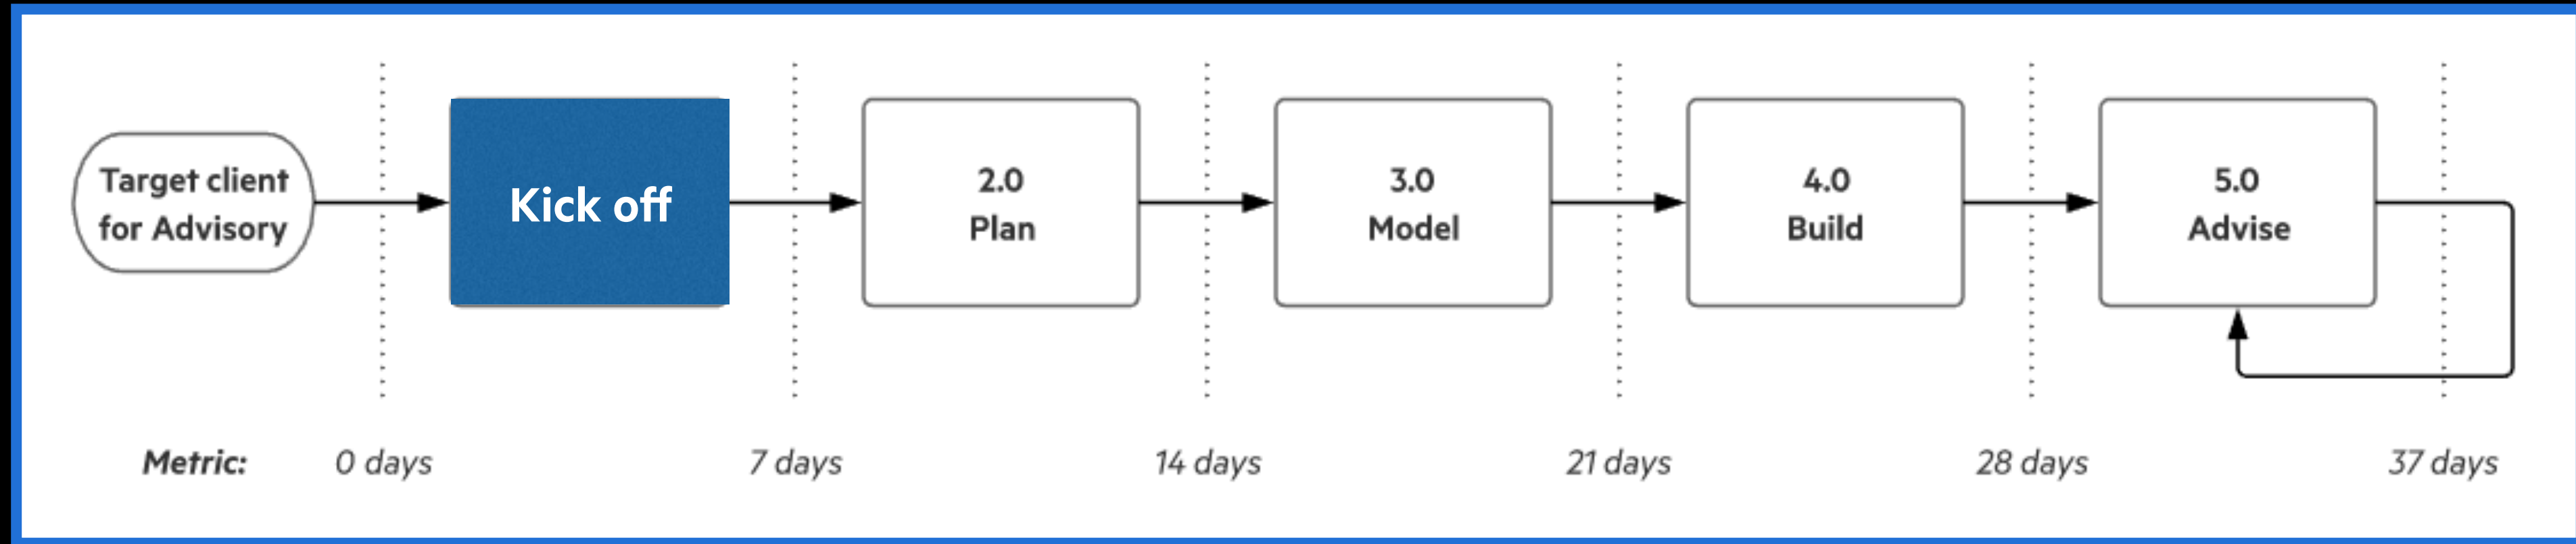 Target client
for Advisory
Kick off
2.0
Plan
3.0
Model
4.0
Build
5.0
Advise
Metric: 0 days 7 days 14 days 21 days 28 days 37 days